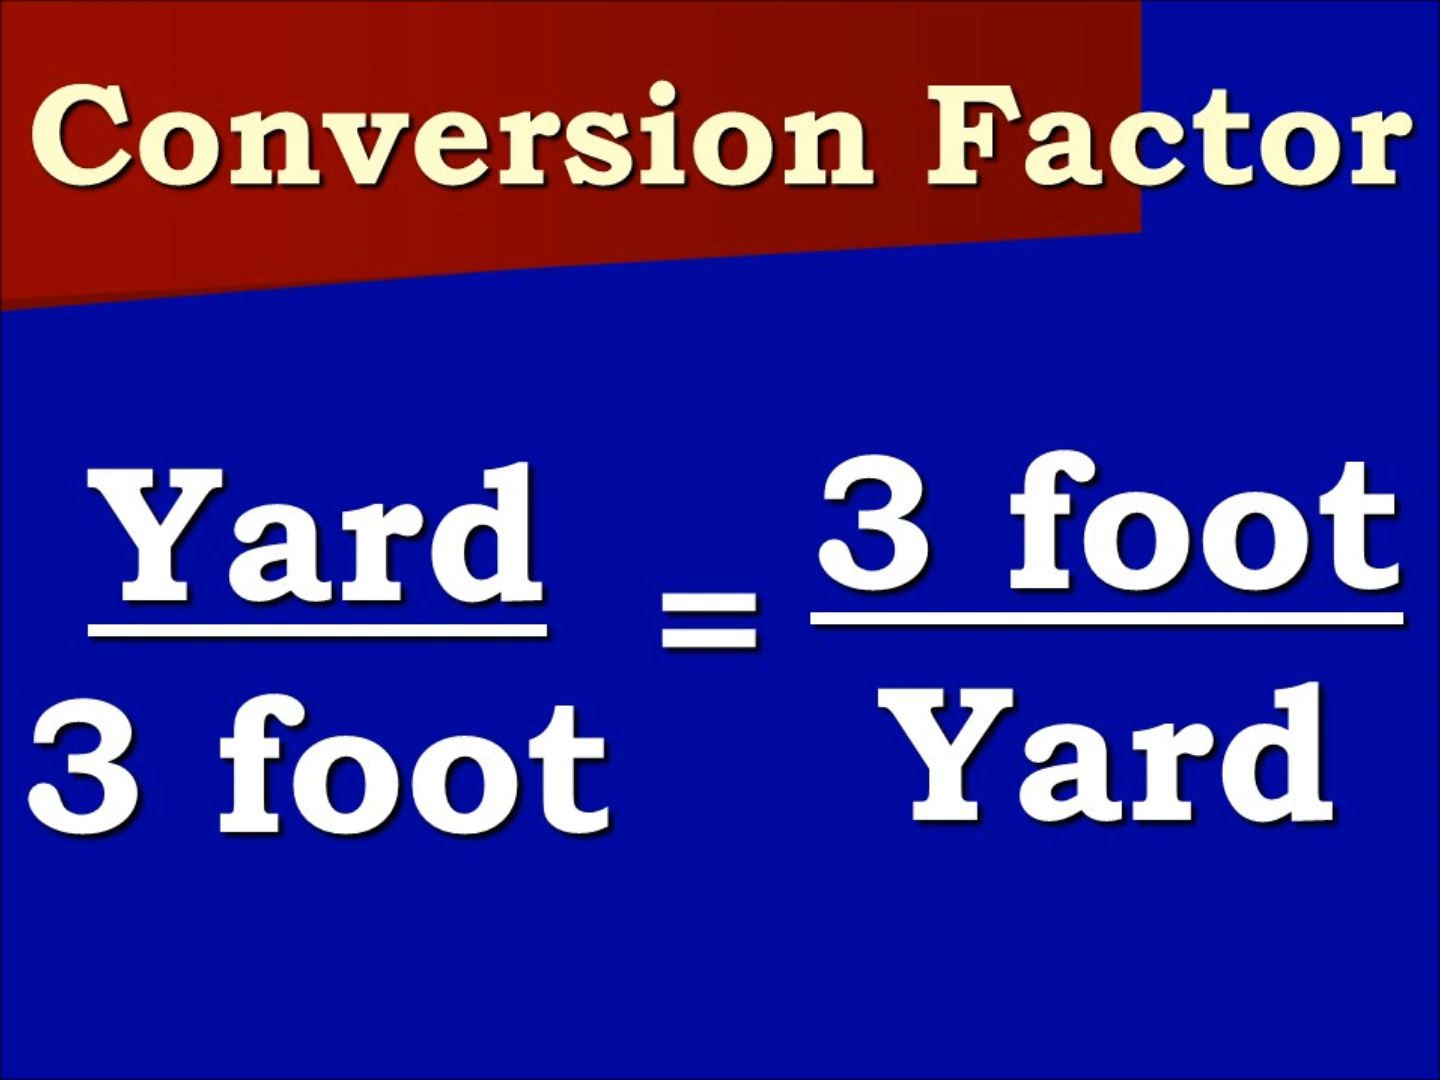 Conversion Factor
Yard
3 foot
=
3 foot
Yard